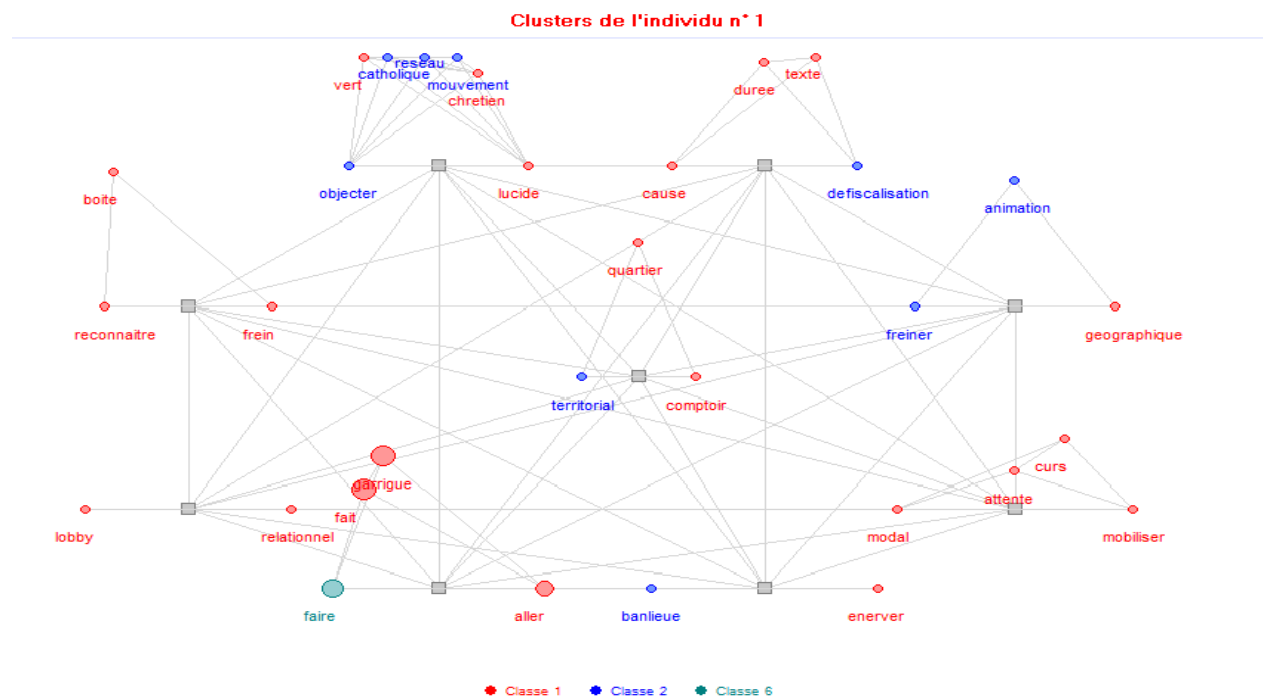 Clusters de l'individu n° 1
reseau
texte
catholique
vert
mouvement
duree
chretien
objecter
lucide
cause
defiscalisation
boite
animation
quartier
reconnaitre
frein
freiner
geographique
territorial
comptoir
curs
garrigue
attente
fait
lobby
relationnel
modal
mobiliser
faire
aller
banlieue
enerver
Classe 1 Classe 2 Classe 6